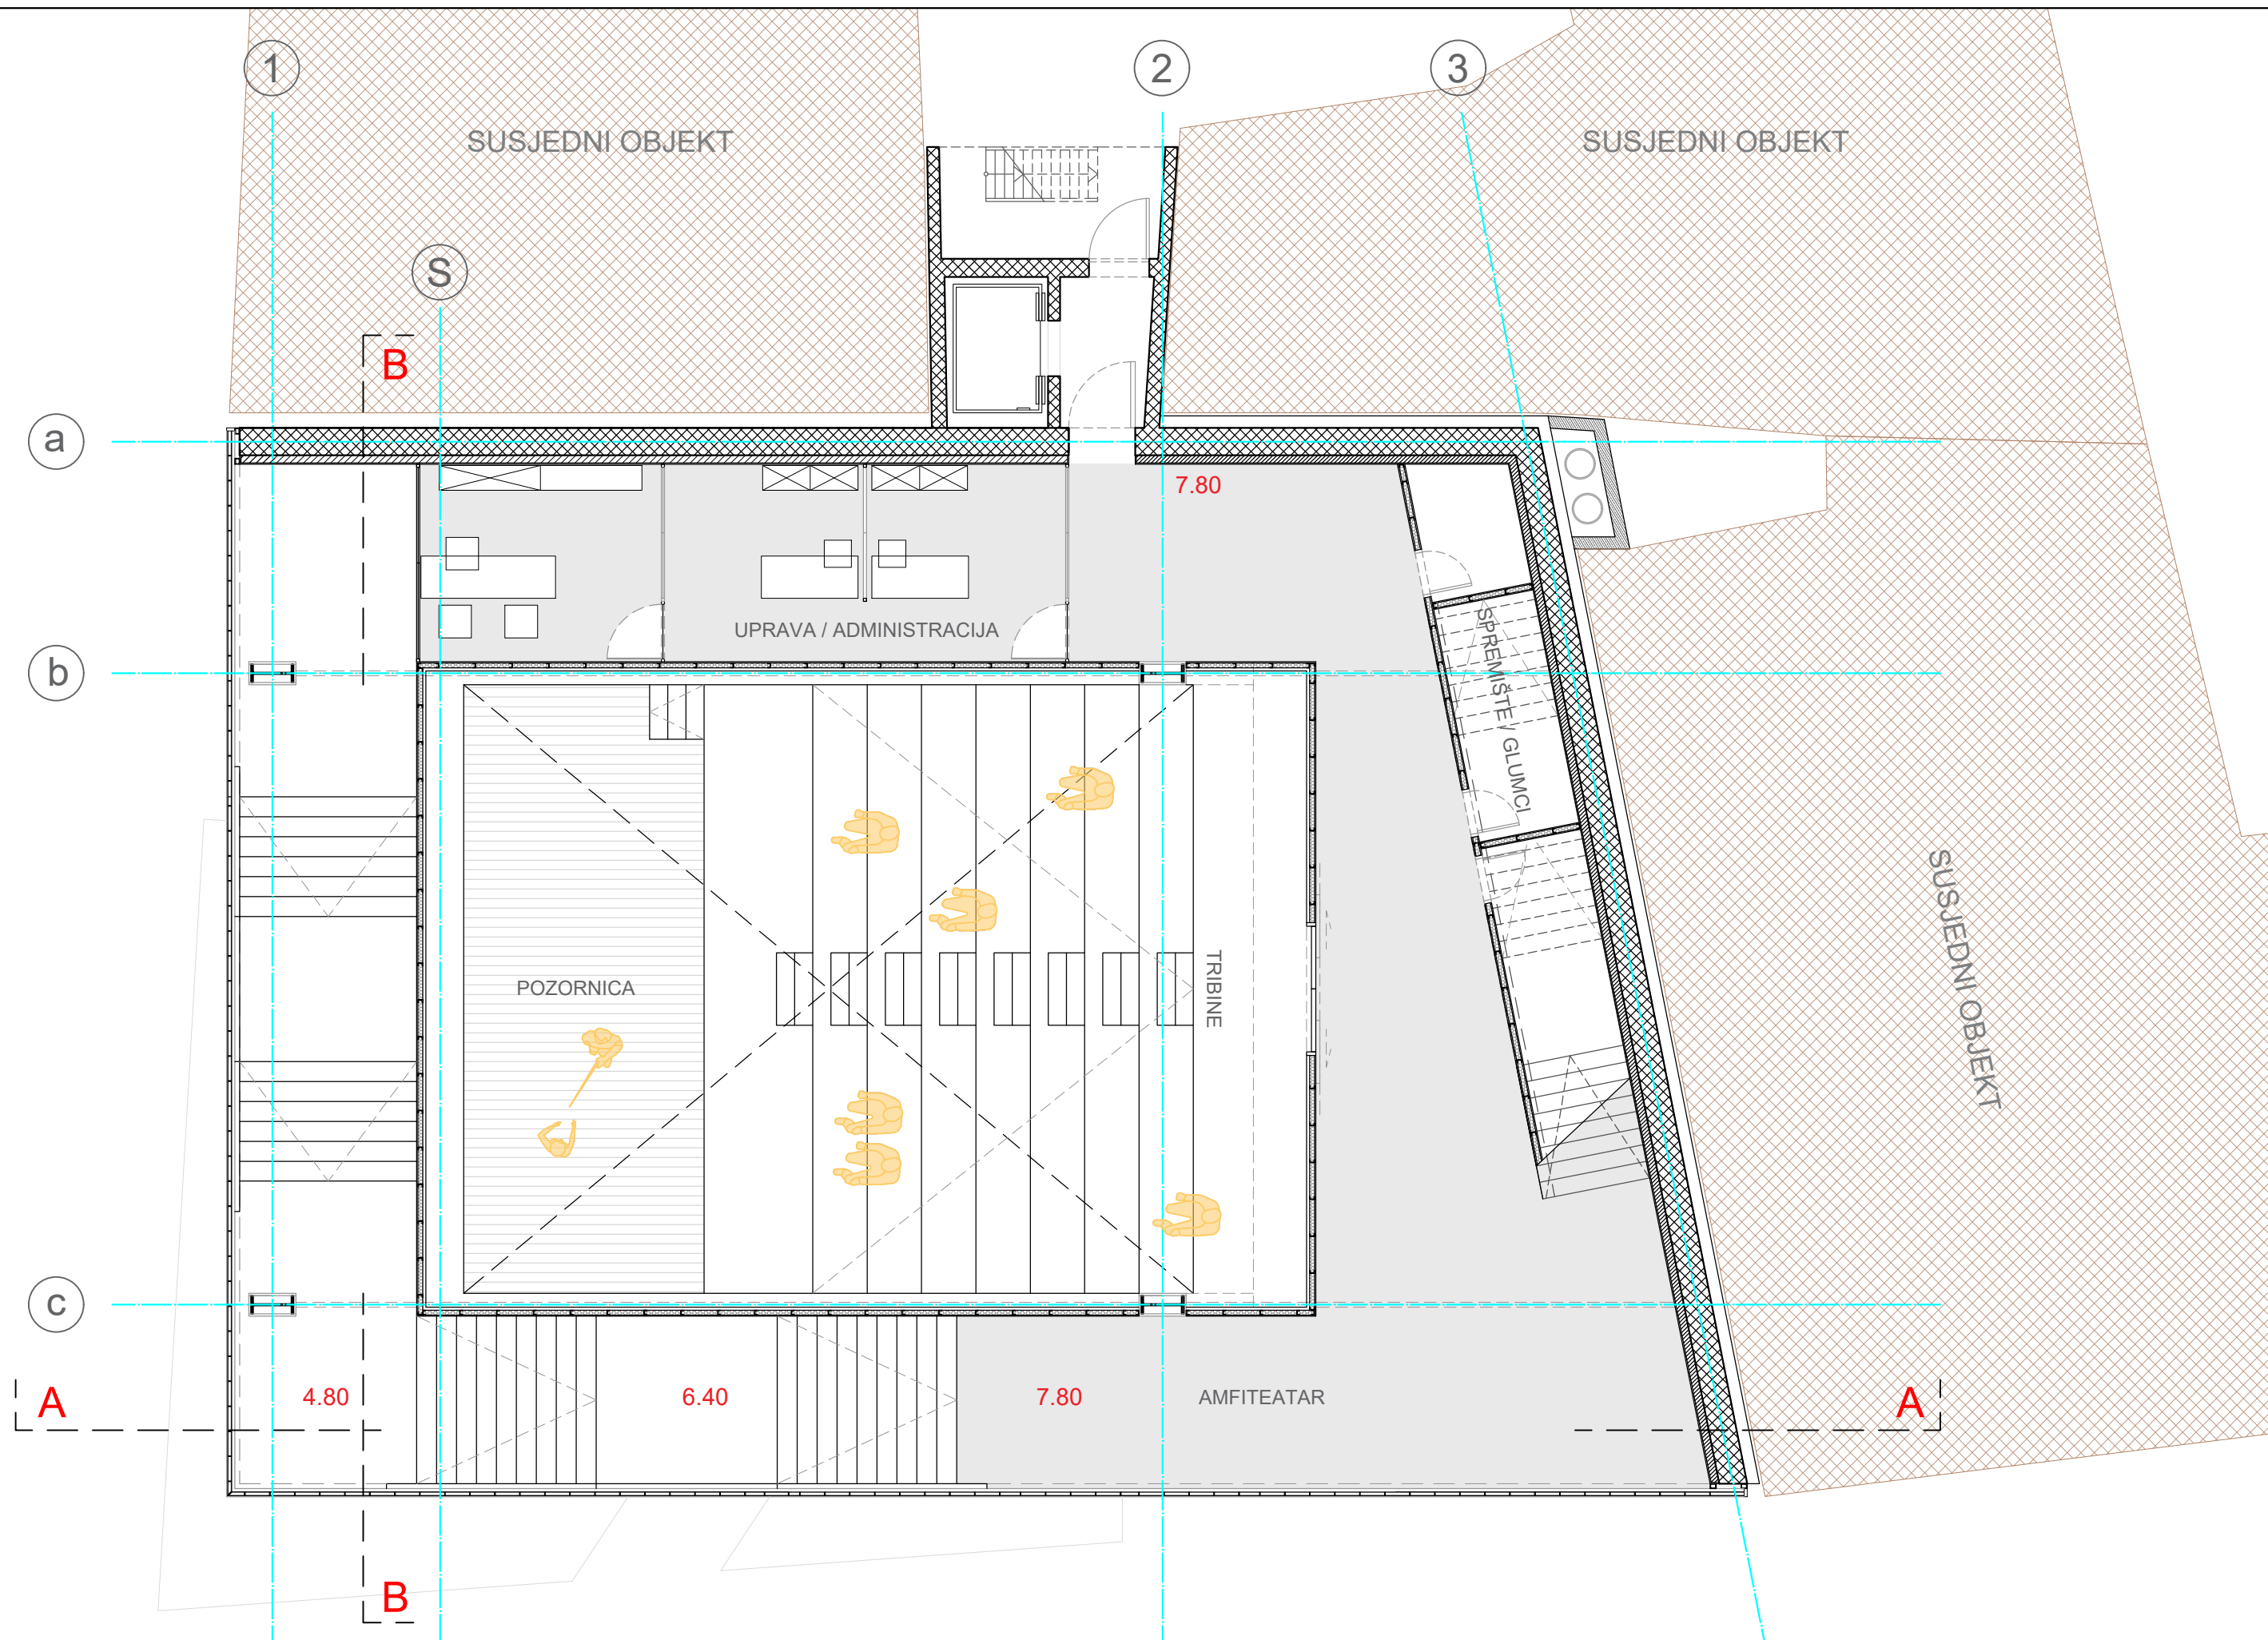 1
2
3
SUSJEDNI OBJEKT
SUSJEDNI OBJEKT
S
B
a
7.80
UPRAVA / ADMINISTRACIJA
b
SPREMIŠTE / GLUMCI
SUSJEDNI OBJEKT
POZORNICA
TRIBINE
c
4.80
6.40
7.80
AMFITEATAR
A
A
B